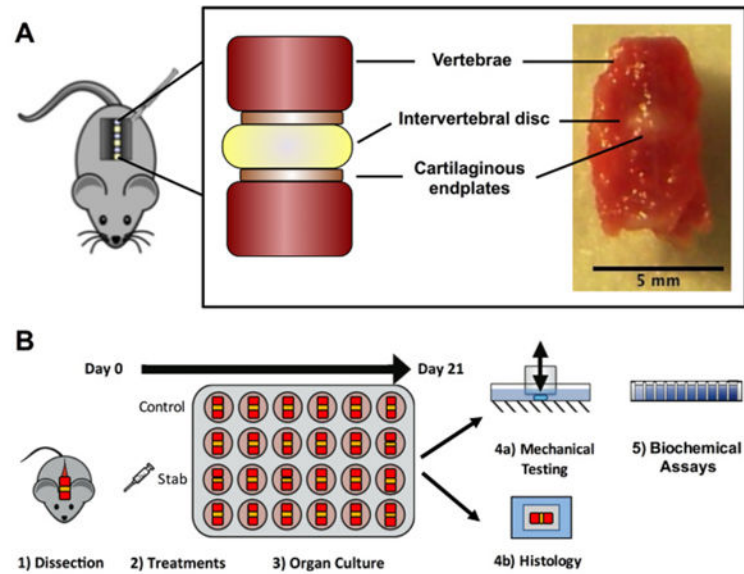 A
Vertebrae
Intervertebral disc
Cartilaginous
endplates
5 mm
B
Day 0
Day 21
Control
Stab
1) Dissection
2) Treatments
3) Organ Culture
4a) Mechanical
Testing
4b) Histology
5) Biochemical
Assays